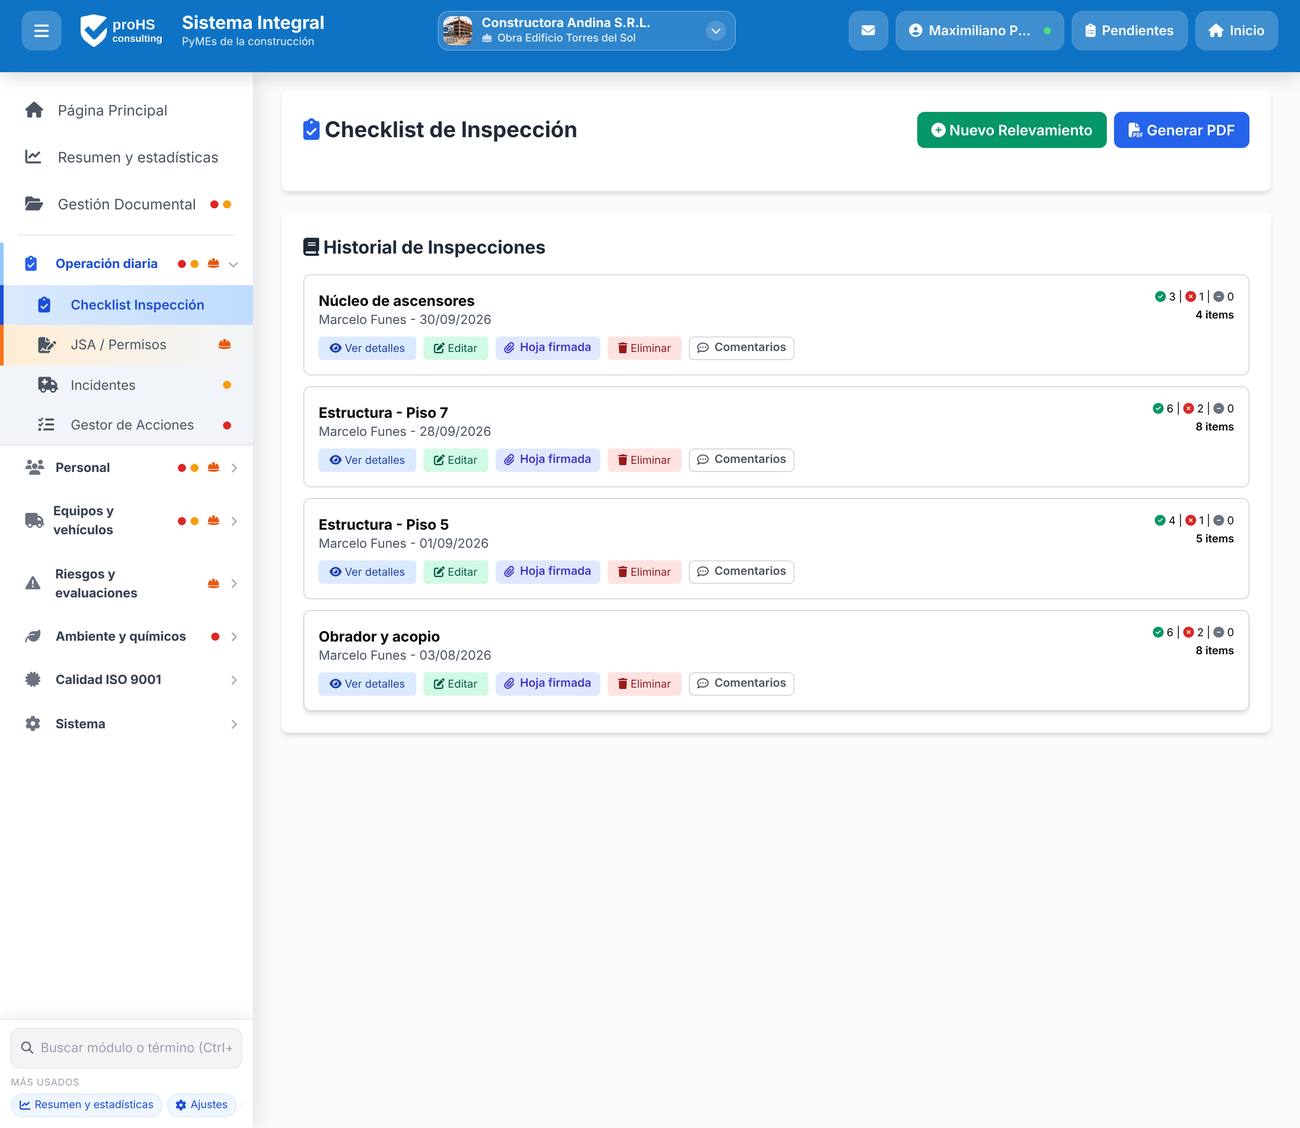 proHS
consulting
Sistema Integral
PyMEs de la construcción
Constructora Andina S.R.L.
Obra Edificio Torres del Sol
Maximiliano P...
Pendientes
Inicio
Página Principal
Resumen y estadísticas
Gestión Documental
Operación diaria
Checklist Inspección
JSA / Permisos
Incidentes
Gestor de Acciones
Personal
Equipos y
vehículos
Riesgos y
evaluaciones
Ambiente y químicos
Calidad ISO 9001
Sistema
Buscar módulo o término (Ctrl+
MÁS USADOS
Resumen y estadísticas
Ajustes
Checklist de Inspección
Nuevo Relevamiento
PDF Generar PDF
Historial de Inspecciones
Núcleo de ascensores
3 | 1 | 0
Marcelo Funes - 30/09/2026
4 items
Ver detalles Editar Hoja firmada Eliminar Comentarios
Estructura - Piso 7
6 | 2 | 0
Marcelo Funes - 28/09/2026
8 items
Ver detalles Editar Hoja firmada Eliminar Comentarios
Estructura - Piso 5
4 | 1 | 0
Marcelo Funes - 01/09/2026
5 items
Ver detalles Editar Hoja firmada Eliminar Comentarios
Obrador y acopio
6 | 2 | 0
Marcelo Funes - 03/08/2026
8 items
Ver detalles Editar Hoja firmada Eliminar Comentarios